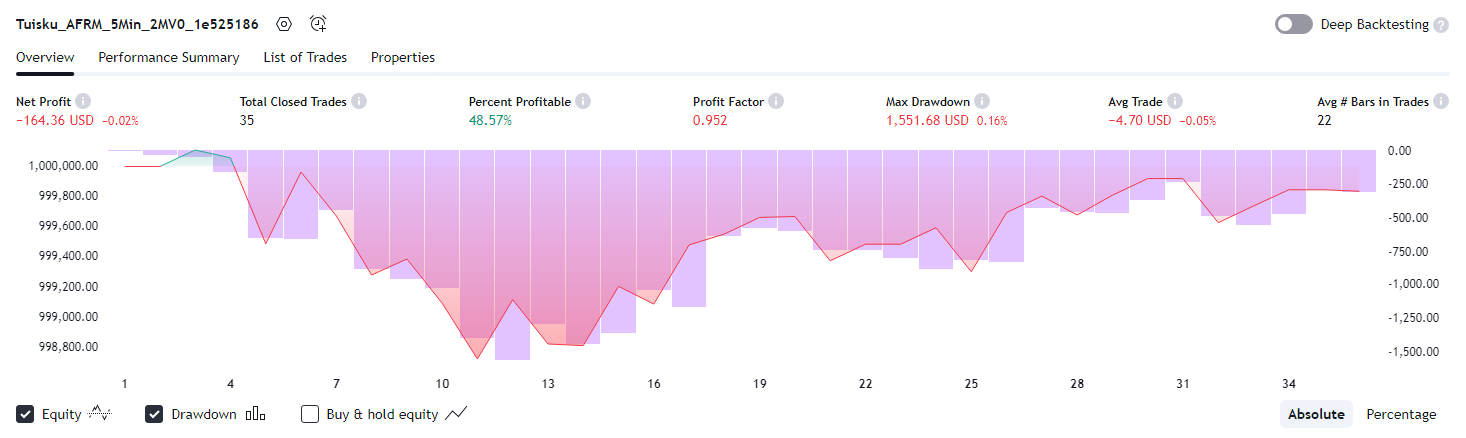 Tuisku_AFRM_5Min_2MV0_1e525186
Deep Backtesting ?
Overview Performance Summary List of Trades Properties
Net Profit i Total Closed Trades i Percent Profitable i Profit Factor i Max Drawdown i Avg Trade i Avg # Bars in Trades i
−164.36 USD −0.02% 35 48.57% 0.952 1,551.68 USD 0.16% −4.70 USD −0.05% 22
1,000,000.00 0.00
999,800.00 -250.00
999,600.00 -500.00
999,400.00 -750.00
999,200.00 -1,000.00
999,000.00 -1,250.00
998,800.00 -1,500.00
1 4 7 10 13 16 19 22 25 28 31 34
Equity Drawdown Buy & hold equity Absolute Percentage